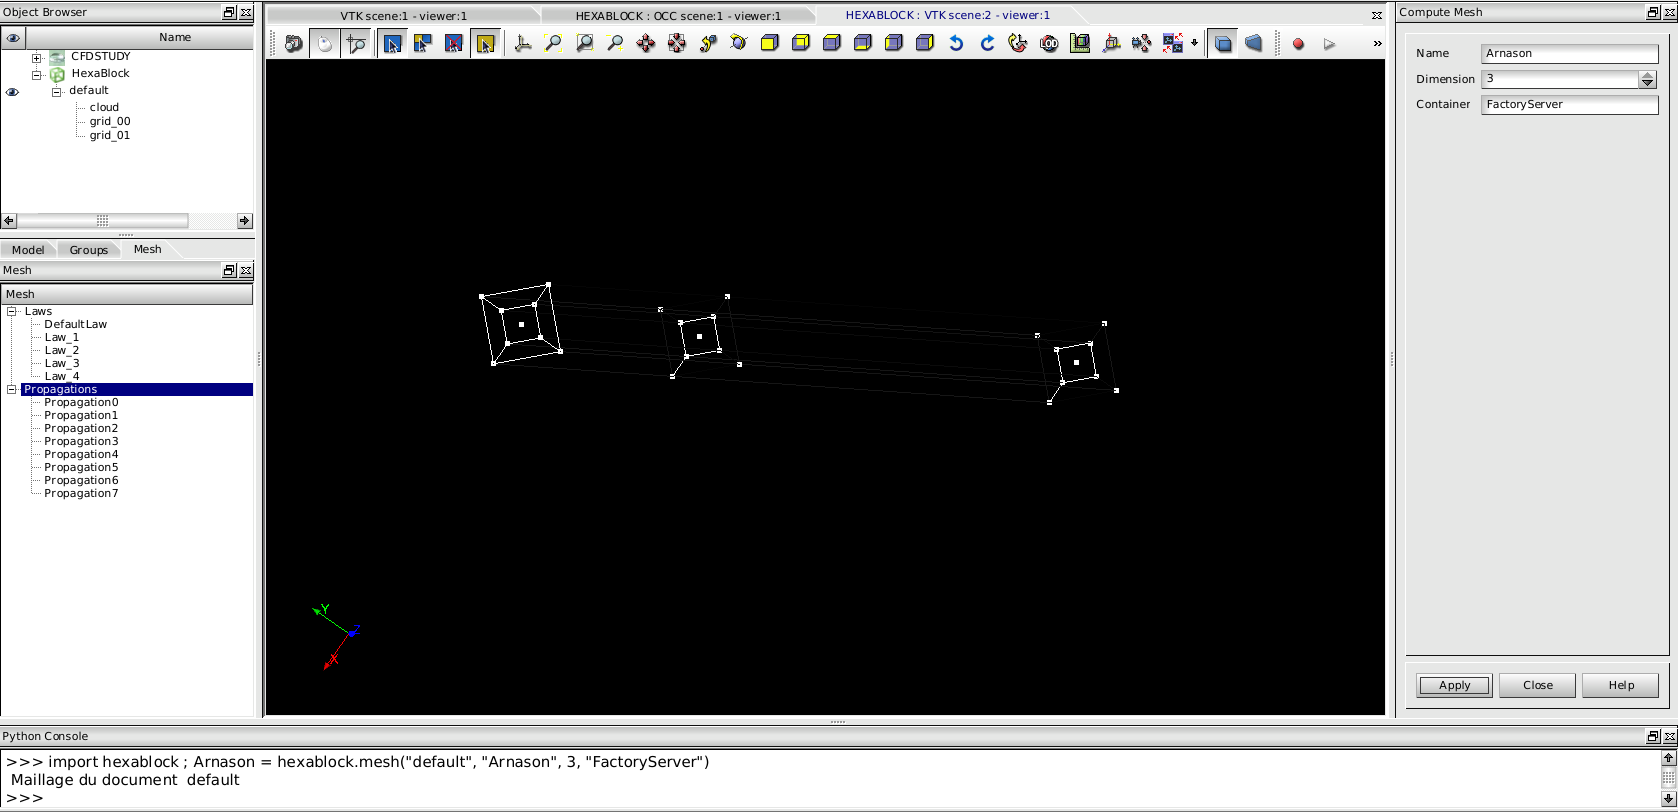 Object Browser
Name
CFDSTUDY
HexaBlock
default
cloud
grid_00
grid_01
Model Groups Mesh
Mesh
Mesh
Laws
DefaultLaw
Law_1
Law_2
Law_3
Law_4
Propagations
Propagation0
Propagation1
Propagation2
Propagation3
Propagation4
Propagation5
Propagation6
Propagation7
VTK scene:1 - viewer:1 HEXABLOCK : OCC scene:1 - viewer:1 HEXABLOCK : VTK scene:2 - viewer:1
LOD
»
Y
Z
X
Compute Mesh
Name Arnason
Dimension 3
Container FactoryServer
Apply Close Help
Python Console
>>> import hexablock ; Arnason = hexablock.mesh("default", "Arnason", 3, "FactoryServer")
Maillage du document  default
>>>